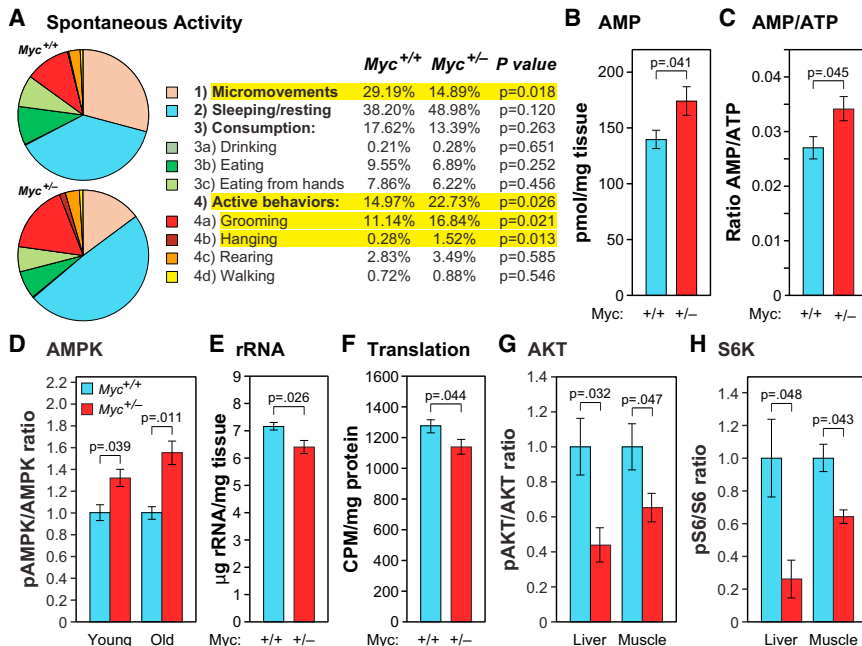 A Spontaneous Activity
Myc+/+
Myc+/–
Myc+/+ Myc+/– P value
1) Micromovements 29.19% 14.89% p=0.018
2) Sleeping/resting 38.20% 48.98% p=0.120
3) Consumption: 17.62% 13.39% p=0.263
3a) Drinking 0.21% 0.28% p=0.651
3b) Eating 9.55% 6.89% p=0.252
3c) Eating from hands 7.86% 6.22% p=0.456
4) Active behaviors: 14.97% 22.73% p=0.026
4a) Grooming 11.14% 16.84% p=0.021
4b) Hanging 0.28% 1.52% p=0.013
4c) Rearing 2.83% 3.49% p=0.585
4d) Walking 0.72% 0.88% p=0.546
B AMP
pmol/mg tissue
200
150
100
50
0
p=.041
Myc: +/+ +/–
C AMP/ATP
Ratio AMP/ATP
0.04
0.03
0.02
0.01
0
p=.045
Myc: +/+ +/–
D AMPK
pAMPK/AMPK ratio
2.2
2.0
1.8
1.6
1.4
1.2
1.0
0.8
0.6
0.4
0.2
0
Myc+/+
Myc+/–
p=.039
p=.011
Young Old
E rRNA
µg rRNA/mg tissue
9
8
7
6
5
4
3
2
1
0
p=.026
Myc: +/+ +/–
F Translation
CPM/mg protein
1600
1400
1200
1000
800
600
400
200
0
p=.044
Myc: +/+ +/–
G AKT
pAKT/AKT ratio
1.4
1.2
1.0
0.8
0.6
0.4
0.2
0
p=.032
p=.047
Liver Muscle
H S6K
pS6/S6 ratio
1.4
1.2
1.0
0.8
0.6
0.4
0.2
0
p=.048
p=.043
Liver Muscle